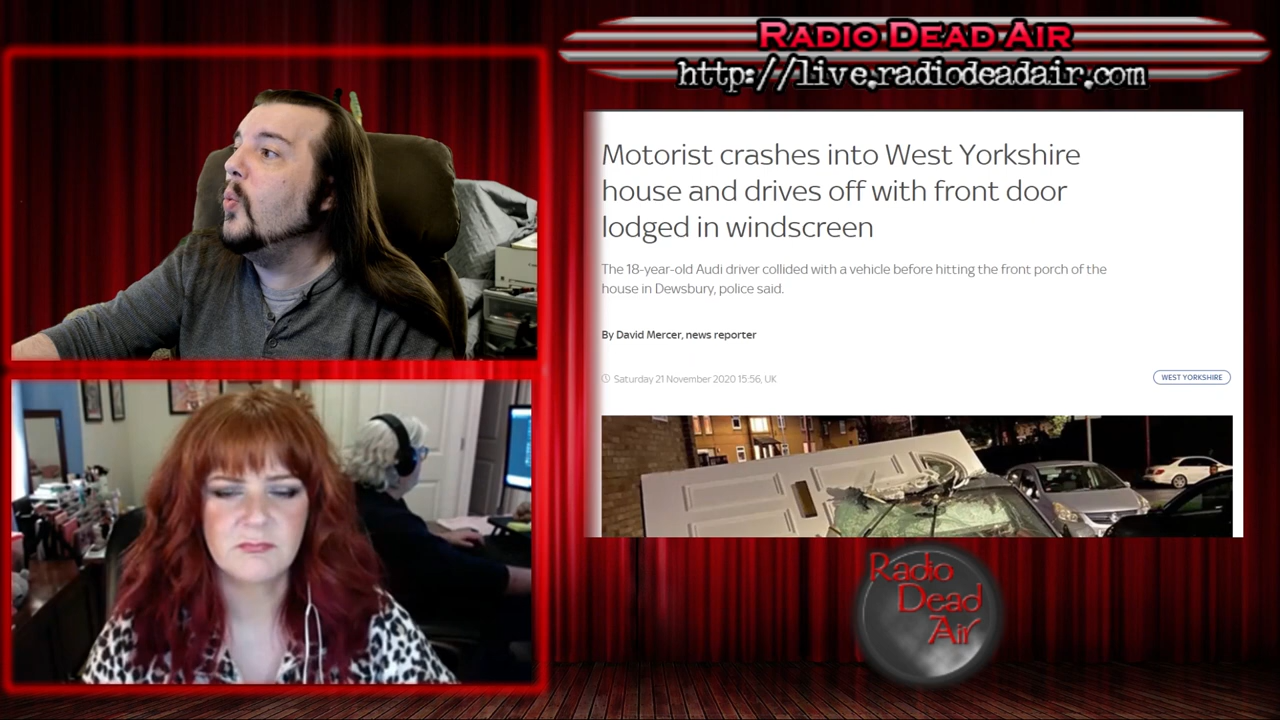 RADIO DEAD AIR
http://live.radiodeadair.com
Motorist crashes into West Yorkshire
house and drives off with front door
lodged in windscreen
The 18-year-old Audi driver collided with a vehicle before hitting the front porch of the
house in Dewsbury, police said.
By David Mercer, news reporter
Saturday 21 November 2020 15:56, UK
WEST YORKSHIRE
Radio
Dead
Air